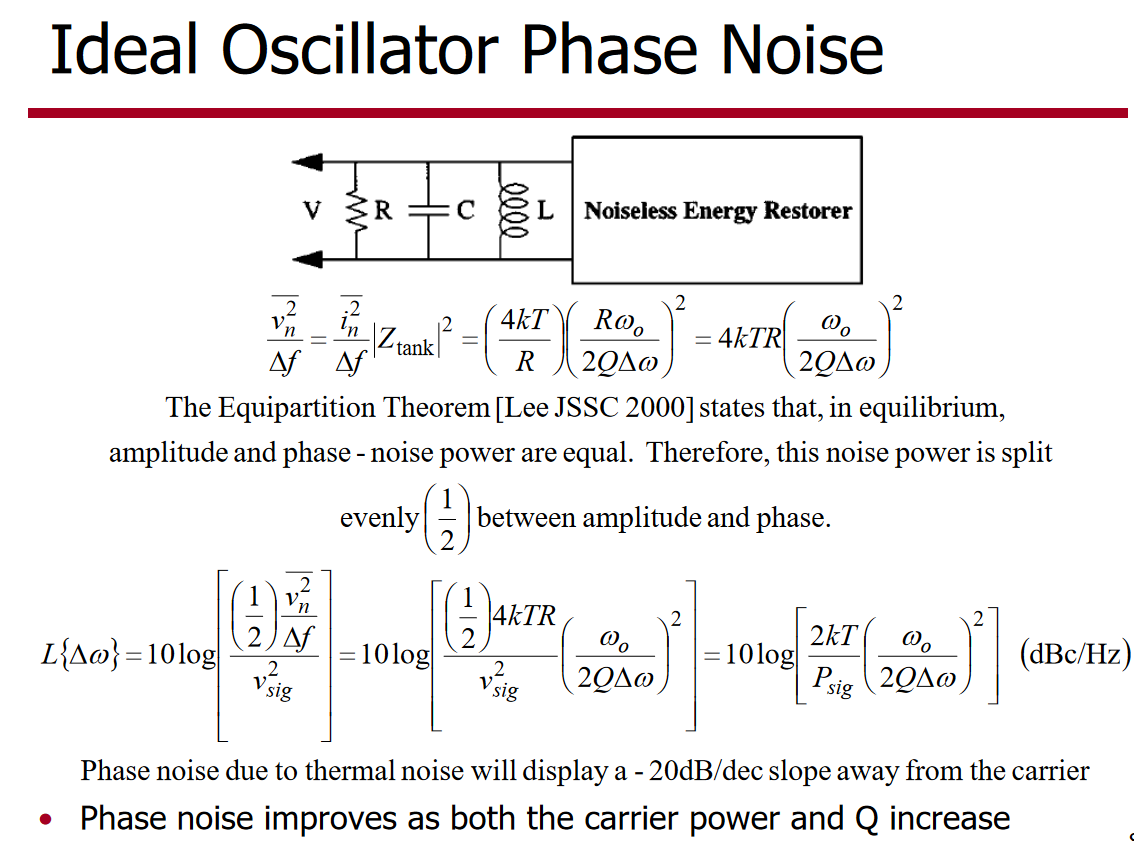 Ideal Oscillator Phase Noise
V R C L Noiseless Energy Restorer
\frac{\overline{v_n^2}}{\Delta f} = \frac{\overline{i_n^2}}{\Delta f} |Z_{tank}|^2 = \left(\frac{4kT}{R}\right)\left(\frac{R\omega_o}{2Q\Delta\omega}\right)^2 = 4kTR\left(\frac{\omega_o}{2Q\Delta\omega}\right)^2
The Equipartition Theorem [Lee JSSC 2000] states that, in equilibrium,
amplitude and phase - noise power are equal. Therefore, this noise power is split
evenly \left(\frac{1}{2}\right) between amplitude and phase.
L\{\Delta\omega\} = 10\log\left[\frac{\left(\frac{1}{2}\right)\frac{\overline{v_n^2}}{\Delta f}}{v_{sig}^2}\right] = 10\log\left[\frac{\left(\frac{1}{2}\right)4kTR}{v_{sig}^2}\left(\frac{\omega_o}{2Q\Delta\omega}\right)^2\right] = 10\log\left[\frac{2kT}{P_{sig}}\left(\frac{\omega_o}{2Q\Delta\omega}\right)^2\right] (dBc/Hz)
Phase noise due to thermal noise will display a - 20dB/dec slope away from the carrier
• Phase noise improves as both the carrier power and Q increase